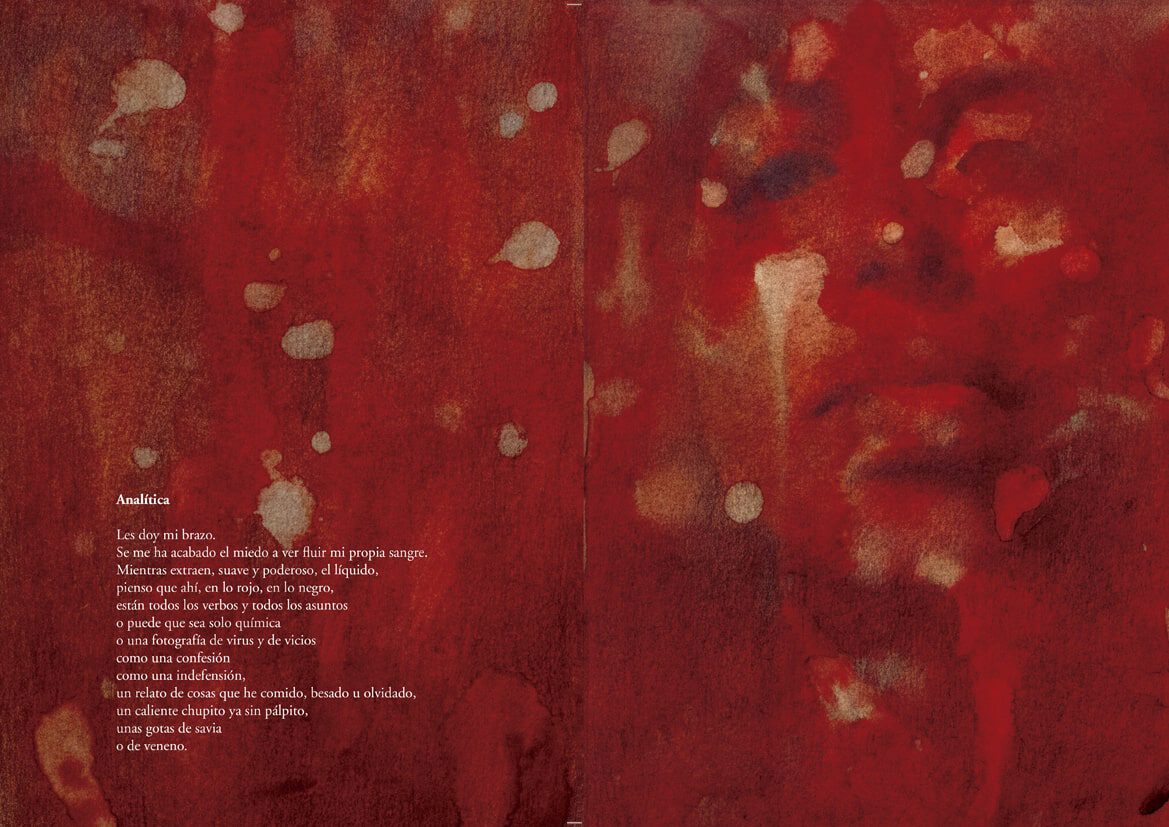 Analítica
Les doy mi brazo.
Se me ha acabado el miedo a ver fluir mi propia sangre.
Mientras extraen, suave y poderoso, el líquido,
pienso que ahí, en lo rojo, en lo negro,
están todos los verbos y todos los asuntos
o puede que sea solo química
o una fotografía de virus y de vicios
como una confesión
como una indefensión,
un relato de cosas que he comido, besado u olvidado,
un caliente chupito ya sin pálpito,
unas gotas de savia
o de veneno.